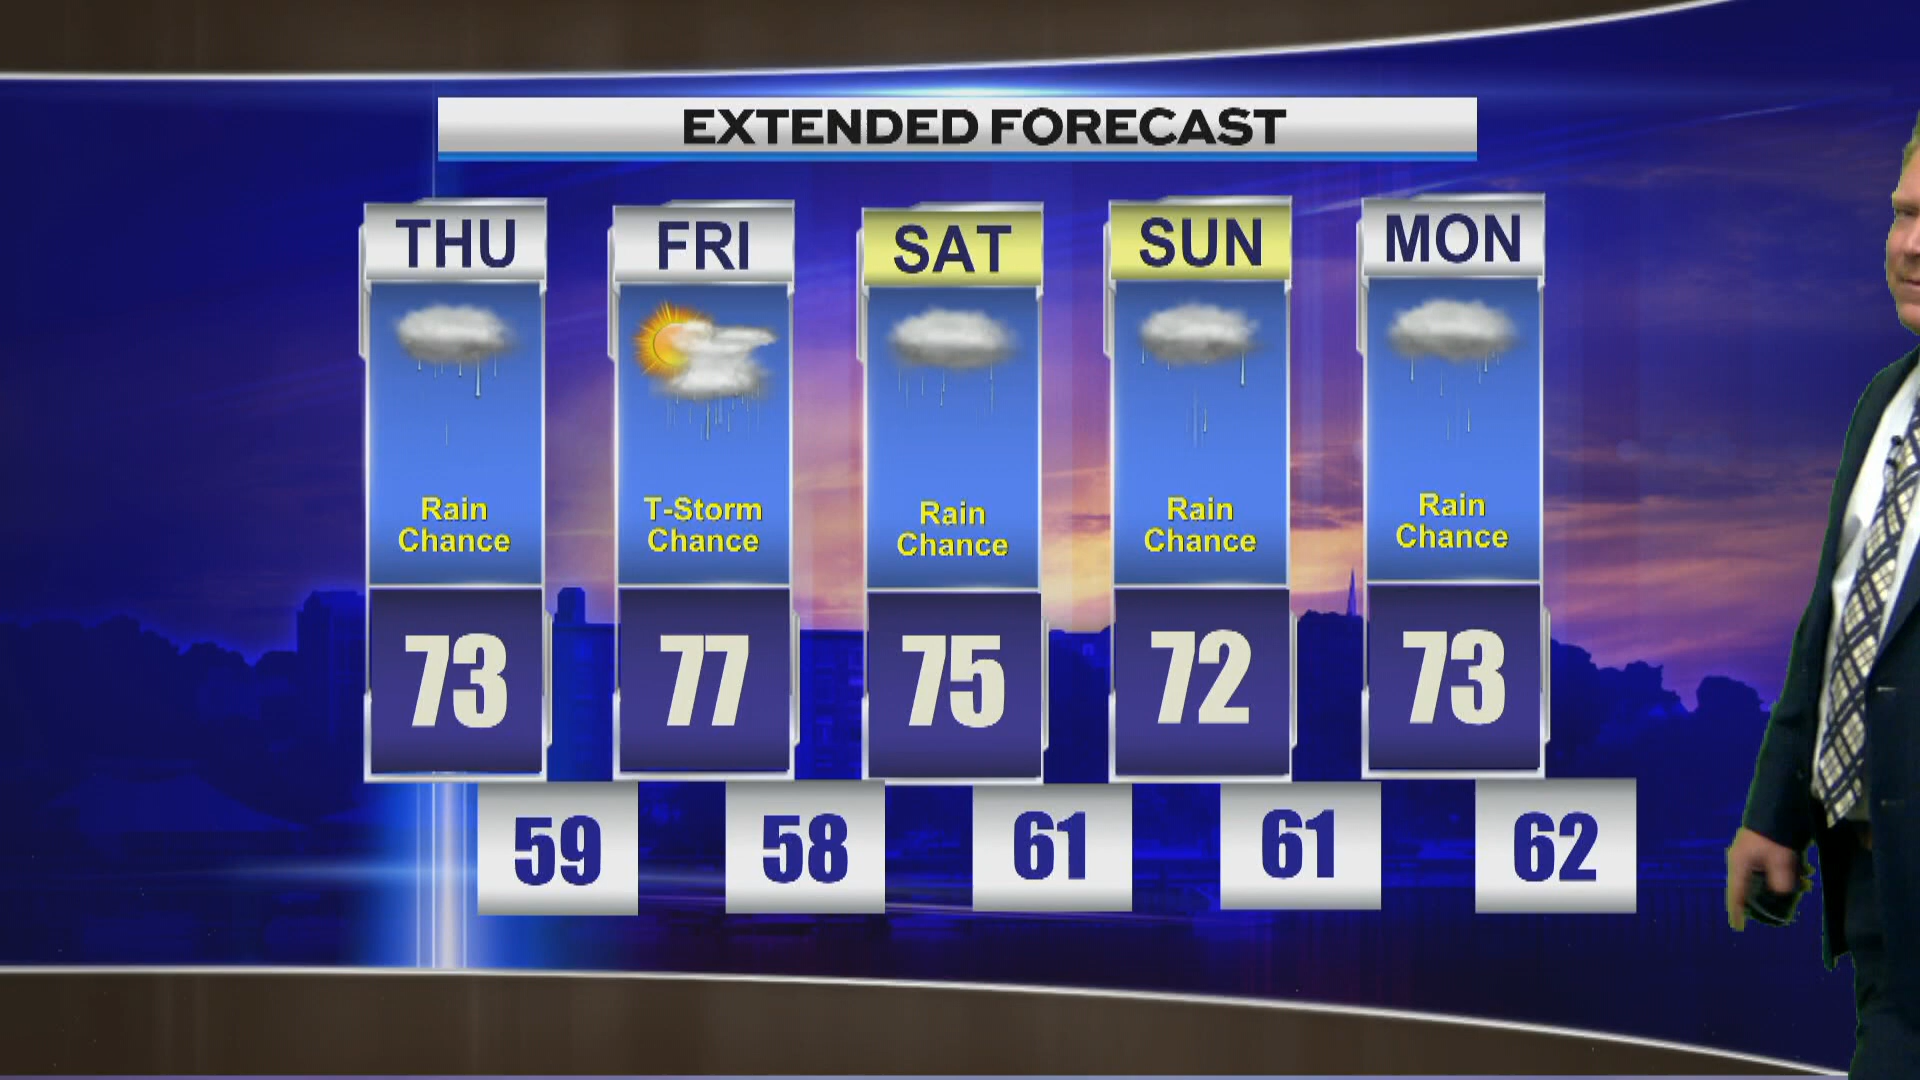 EXTENDED FORECAST
THU
FRI
SAT
SUN
MON
Rain
Chance
T-Storm
Chance
Rain
Chance
Rain
Chance
Rain
Chance
73
77
75
72
73
59
58
61
61
62